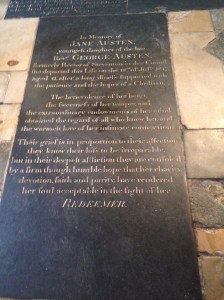 In Memory of
JANE AUSTEN,
youngest daughter of the late
Revd GEORGE AUSTEN,
formerly Rector of Steventon in this County
she departed this Life on the 18th of July 1817,
aged 41, after a long illness supported with
the patience and the hopes of a Christian.
The benevolence of her heart,
the sweetness of her temper, and
the extraordinary endowments of her mind
obtained the regard of all who knew her and
the warmest love of her intimate connections.
Their grief is in proportion to their affection
they know their loss to be irreparable,
but in their deepest affliction they are consoled
by a firm though humble hope that her charity,
devotion, faith and purity, have rendered
her soul acceptable in the sight of her
REDEEMER.